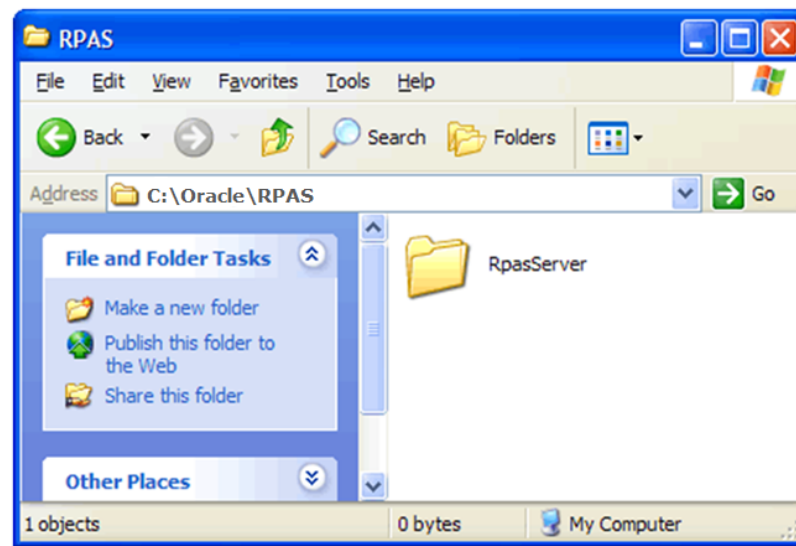 RPAS
File Edit View Favorites Tools Help
Back Search Folders
Address C:\Oracle\RPAS Go
File and Folder Tasks
Make a new folder
Publish this folder to
the Web
Share this folder
Other Places
RpasServer
1 objects 0 bytes My Computer